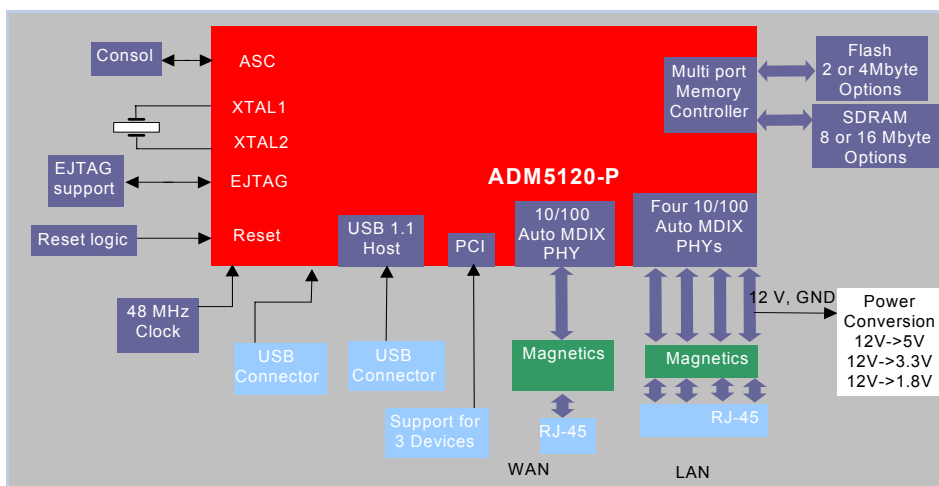 Consol
ASC
XTAL1
XTAL2
EJTAG
support
EJTAG
Reset logic
Reset
48 MHz
Clock
ADM5120-P
Multi port
Memory
Controller
Flash
2 or 4Mbyte
Options
SDRAM
8 or 16 Mbyte
Options
USB 1.1
Host
PCI
10/100
Auto MDIX
PHY
Four 10/100
Auto MDIX
PHYs
12 V, GND
Power
Conversion
12V->5V
12V->3.3V
12V->1.8V
USB
Connector
USB
Connector
Support for
3 Devices
Magnetics
Magnetics
RJ-45
RJ-45
WAN
LAN